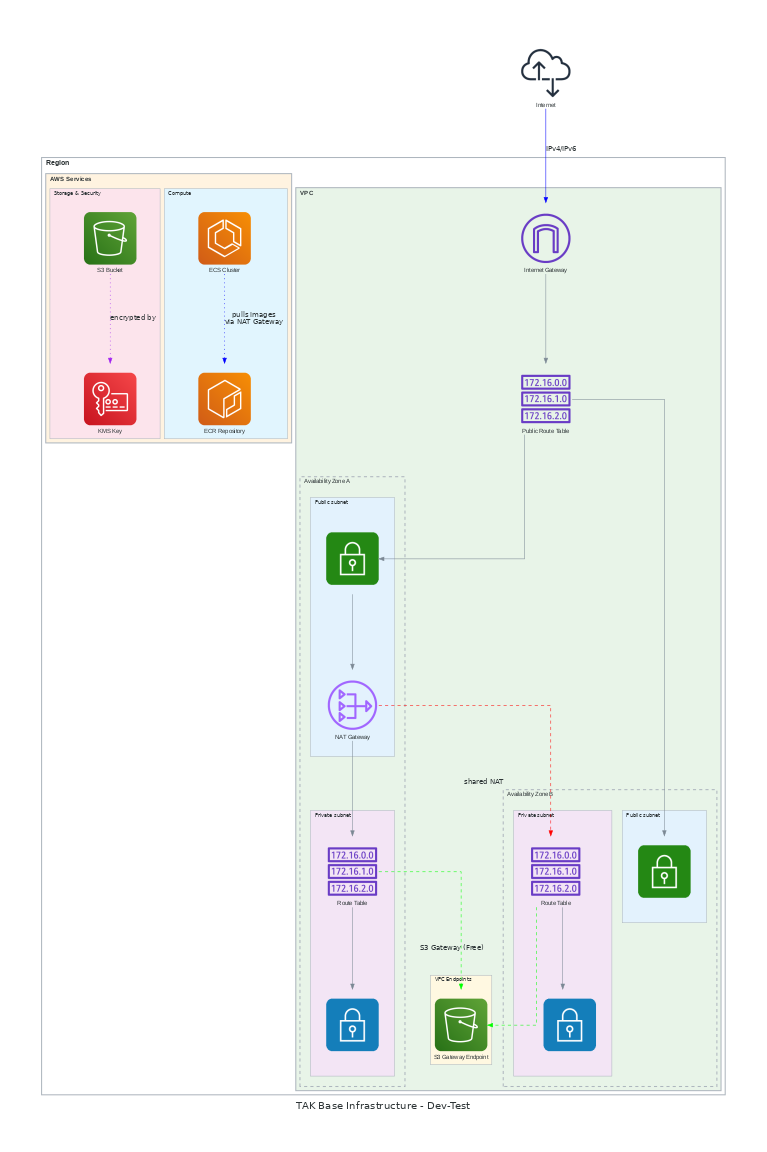 Internet
IPv4/IPv6
Region
AWS Services
Storage & Security
Compute
VPC
S3 Bucket
ECS Cluster
Internet Gateway
encrypted by
pulls images
via NAT Gateway
KMS Key
ECR Repository
172.16.0.0
172.16.1.0
172.16.2.0
Public Route Table
Availability Zone A
Public subnet
NAT Gateway
shared NAT
Availability Zone B
Private subnet
Private subnet
Public subnet
172.16.0.0
172.16.1.0
172.16.2.0
Route Table
172.16.0.0
172.16.1.0
172.16.2.0
Route Table
S3 Gateway (Free)
VPC Endpoints
S3 Gateway Endpoint
TAK Base Infrastructure - Dev-Test